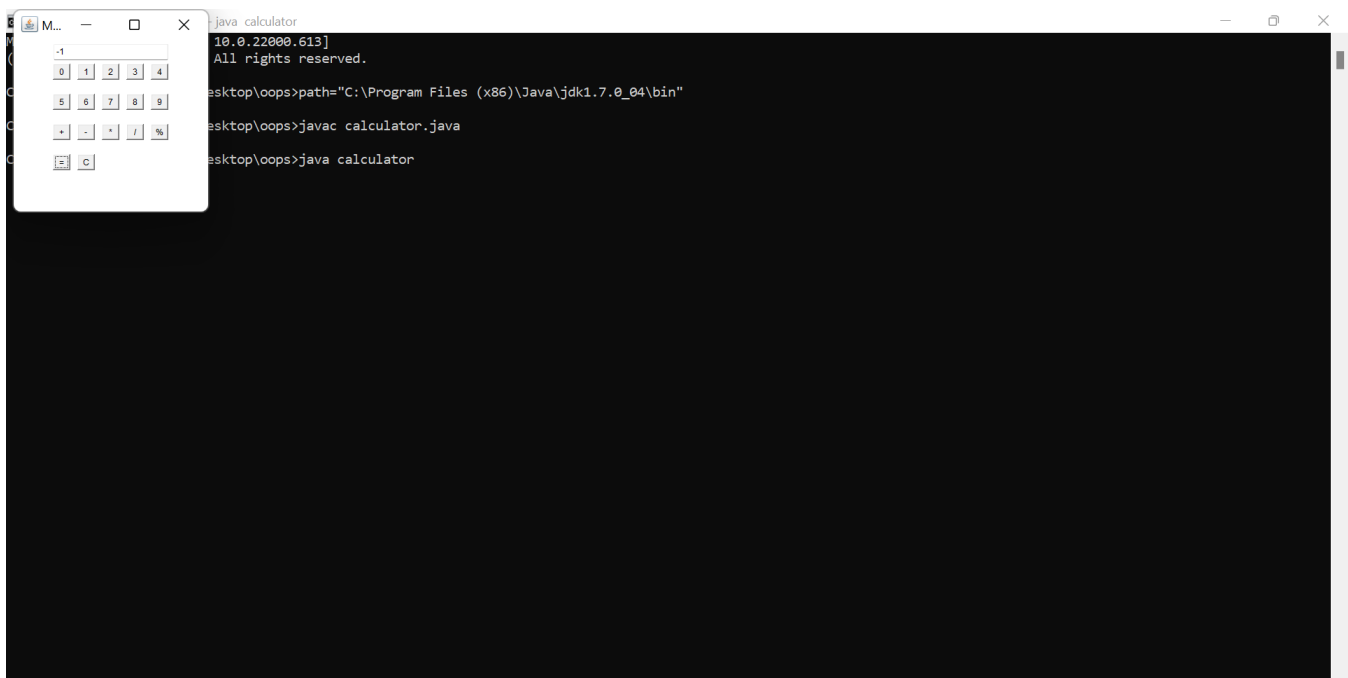 M...
java calculator
-1
0 1 2 3 4
5 6 7 8 9
+ - * / %
= C
10.0.22000.613]
All rights reserved.
esktop\oops>path="C:\Program Files (x86)\Java\jdk1.7.0_04\bin"
esktop\oops>javac calculator.java
esktop\oops>java calculator